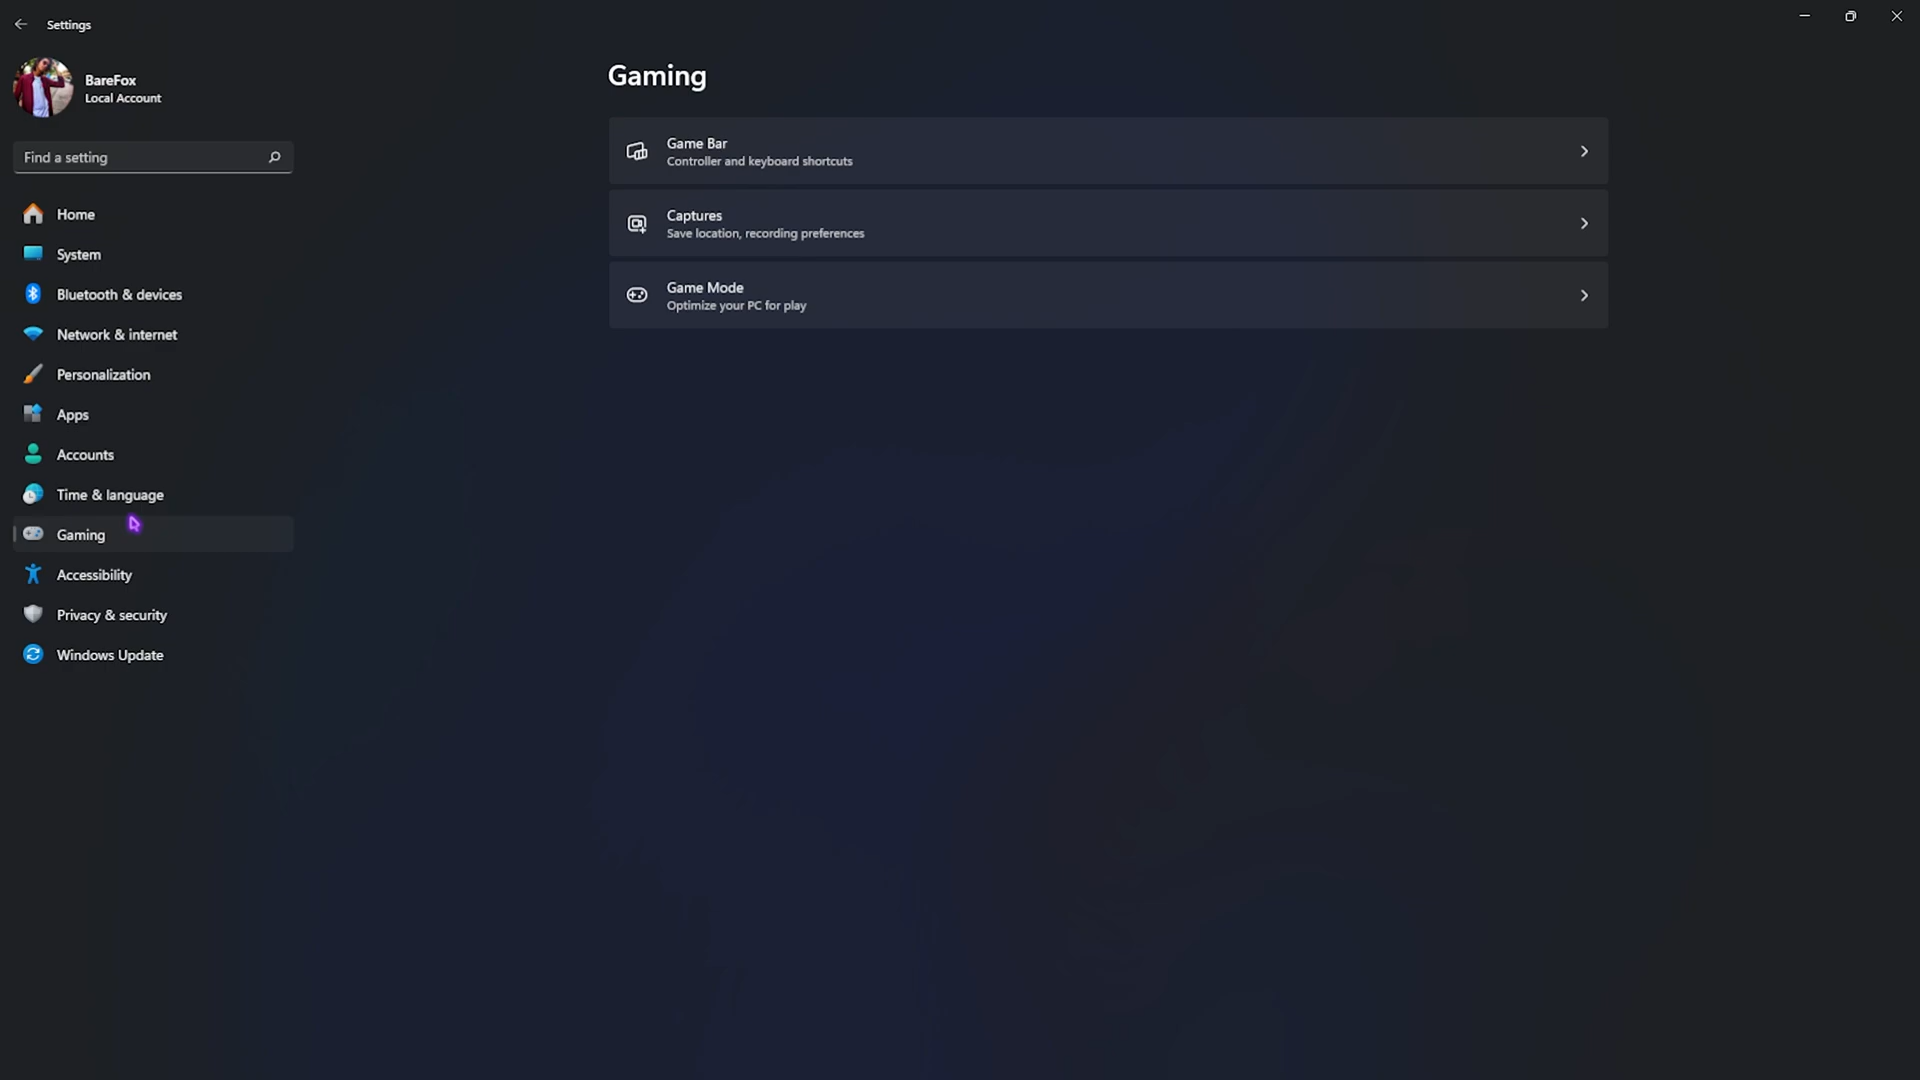 Settings
BareFox
Local Account
Find a setting
Home
System
Bluetooth & devices
Network & internet
Personalization
Apps
Accounts
Time & language
Gaming
Accessibility
Privacy & security
Windows Update
Gaming
Game Bar
Controller and keyboard shortcuts
Captures
Save location, recording preferences
Game Mode
Optimize your PC for play